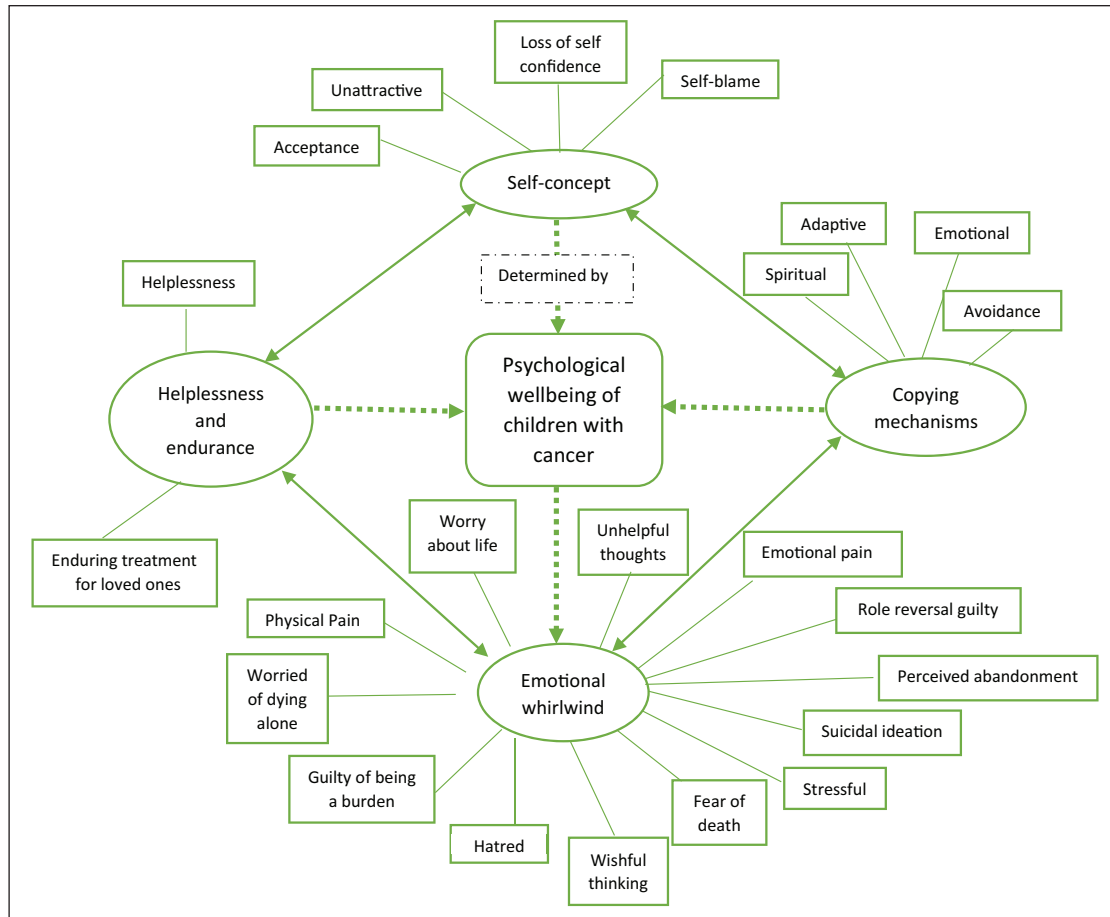 Loss of self
confidence
Unattractive
Self-blame
Acceptance
Self-concept
Adaptive
Emotional
Spiritual
Avoidance
Determined by
Helplessness
Helplessness
and
endurance
Psychological
wellbeing of
children with
cancer
Copying
mechanisms
Enduring treatment
for loved ones
Worry
about life
Unhelpful
thoughts
Emotional pain
Physical Pain
Role reversal guilty
Worried
of dying
alone
Emotional
whirlwind
Perceived abandonment
Suicidal ideation
Guilty of being
a burden
Stressful
Fear of
death
Hatred
Wishful
thinking